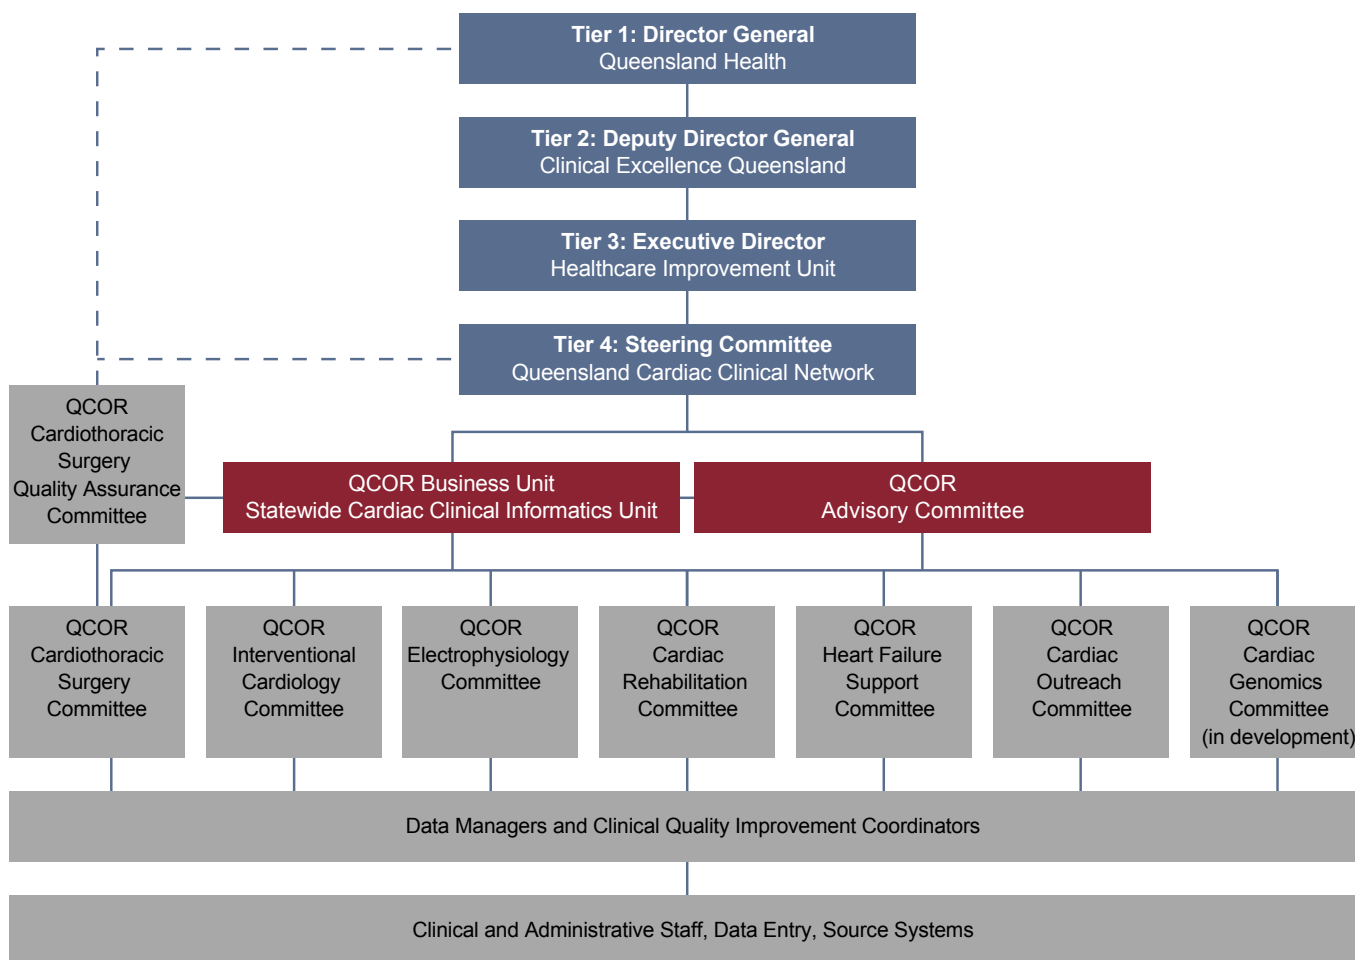 Tier 1: Director General
Queensland Health
Tier 2: Deputy Director General
Clinical Excellence Queensland
Tier 3: Executive Director
Healthcare Improvement Unit
Tier 4: Steering Committee
Queensland Cardiac Clinical Network
QCOR
Cardiothoracic
Surgery
Quality Assurance
Committee
QCOR Business Unit
Statewide Cardiac Clinical Informatics Unit
QCOR
Advisory Committee
QCOR
Cardiothoracic
Surgery
Committee
QCOR
Interventional
Cardiology
Committee
QCOR
Electrophysiology
Committee
QCOR
Cardiac
Rehabilitation
Committee
QCOR
Heart Failure
Support
Committee
QCOR
Cardiac
Outreach
Committee
QCOR
Cardiac
Genomics
Committee
(in development)
Data Managers and Clinical Quality Improvement Coordinators
Clinical and Administrative Staff, Data Entry, Source Systems